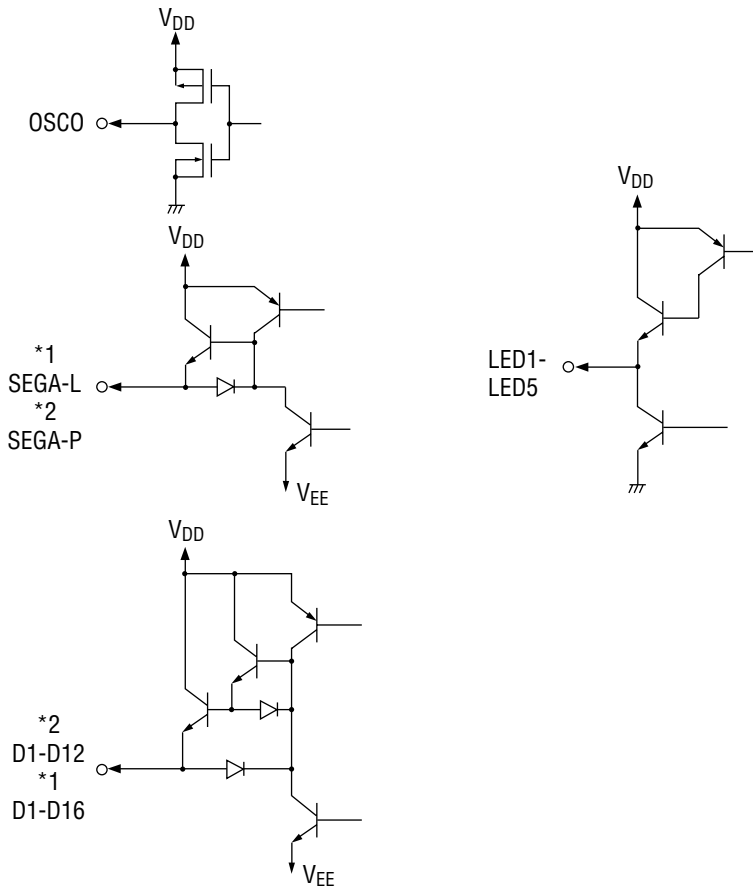 VDD
OSCO
VDD
*1
SEGA-L
*2
SEGA-P
VEE
VDD
LED1-
LED5
VDD
*2
D1-D12
*1
D1-D16
VEE